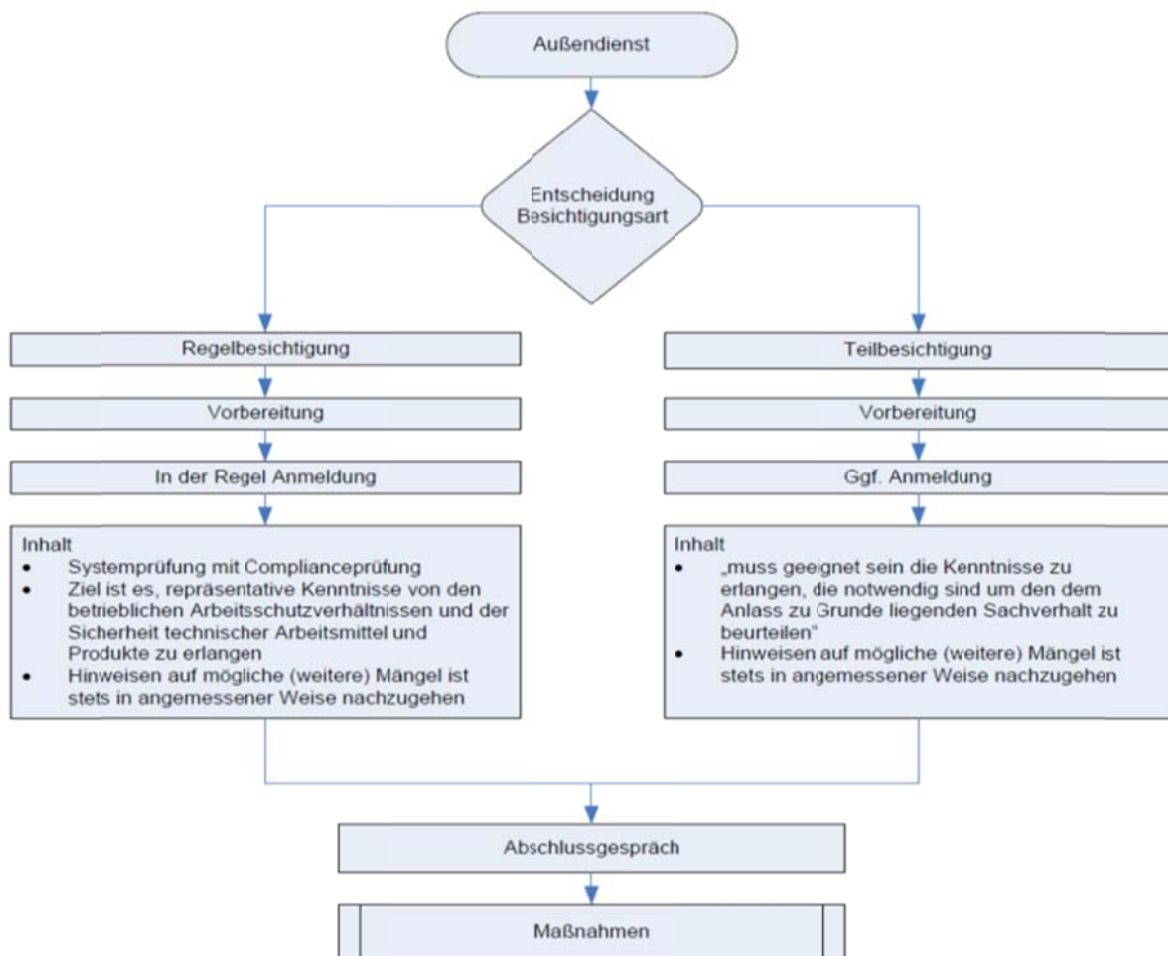 Außendienst
Entscheidung
Besichtigungsart
Regelbesichtigung
Vorbereitung
In der Regel Anmeldung
Inhalt
• Systemprüfung mit Complianceprüfung
• Ziel ist es, repräsentative Kenntnisse von den
betrieblichen Arbeitsschutzverhältnissen und der
Sicherheit technischer Arbeitsmittel und
Produkte zu erlangen
• Hinweisen auf mögliche (weitere) Mängel ist
stets in angemessener Weise nachzugehen
Teilbesichtigung
Vorbereitung
Ggf. Anmeldung
Inhalt
• „muss geeignet sein die Kenntnisse zu
erlangen, die notwendig sind um den dem
Anlass zu Grunde liegenden Sachverhalt zu
beurteilen“
• Hinweisen auf mögliche (weitere) Mängel ist
stets in angemessener Weise nachzugehen
Abschlussgespräch
Maßnahmen